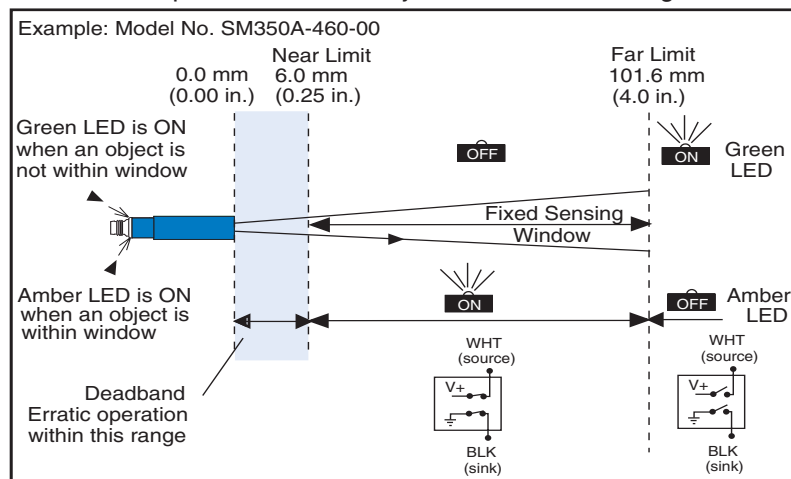 Example: Model No. SM350A-460-00
0.0 mm
(0.00 in.)
Near Limit
6.0 mm
(0.25 in.)
Far Limit
101.6 mm
(4.0 in.)
Green LED is ON
when an object is
not within window
OFF
ON
Green
LED
Fixed Sensing
Window
Amber LED is ON
when an object is
within window
ON
OFF
Amber
LED
Deadband
Erratic operation
within this range
WHT
(source)
V+
BLK
(sink)
WHT
(source)
V+
BLK
(sink)